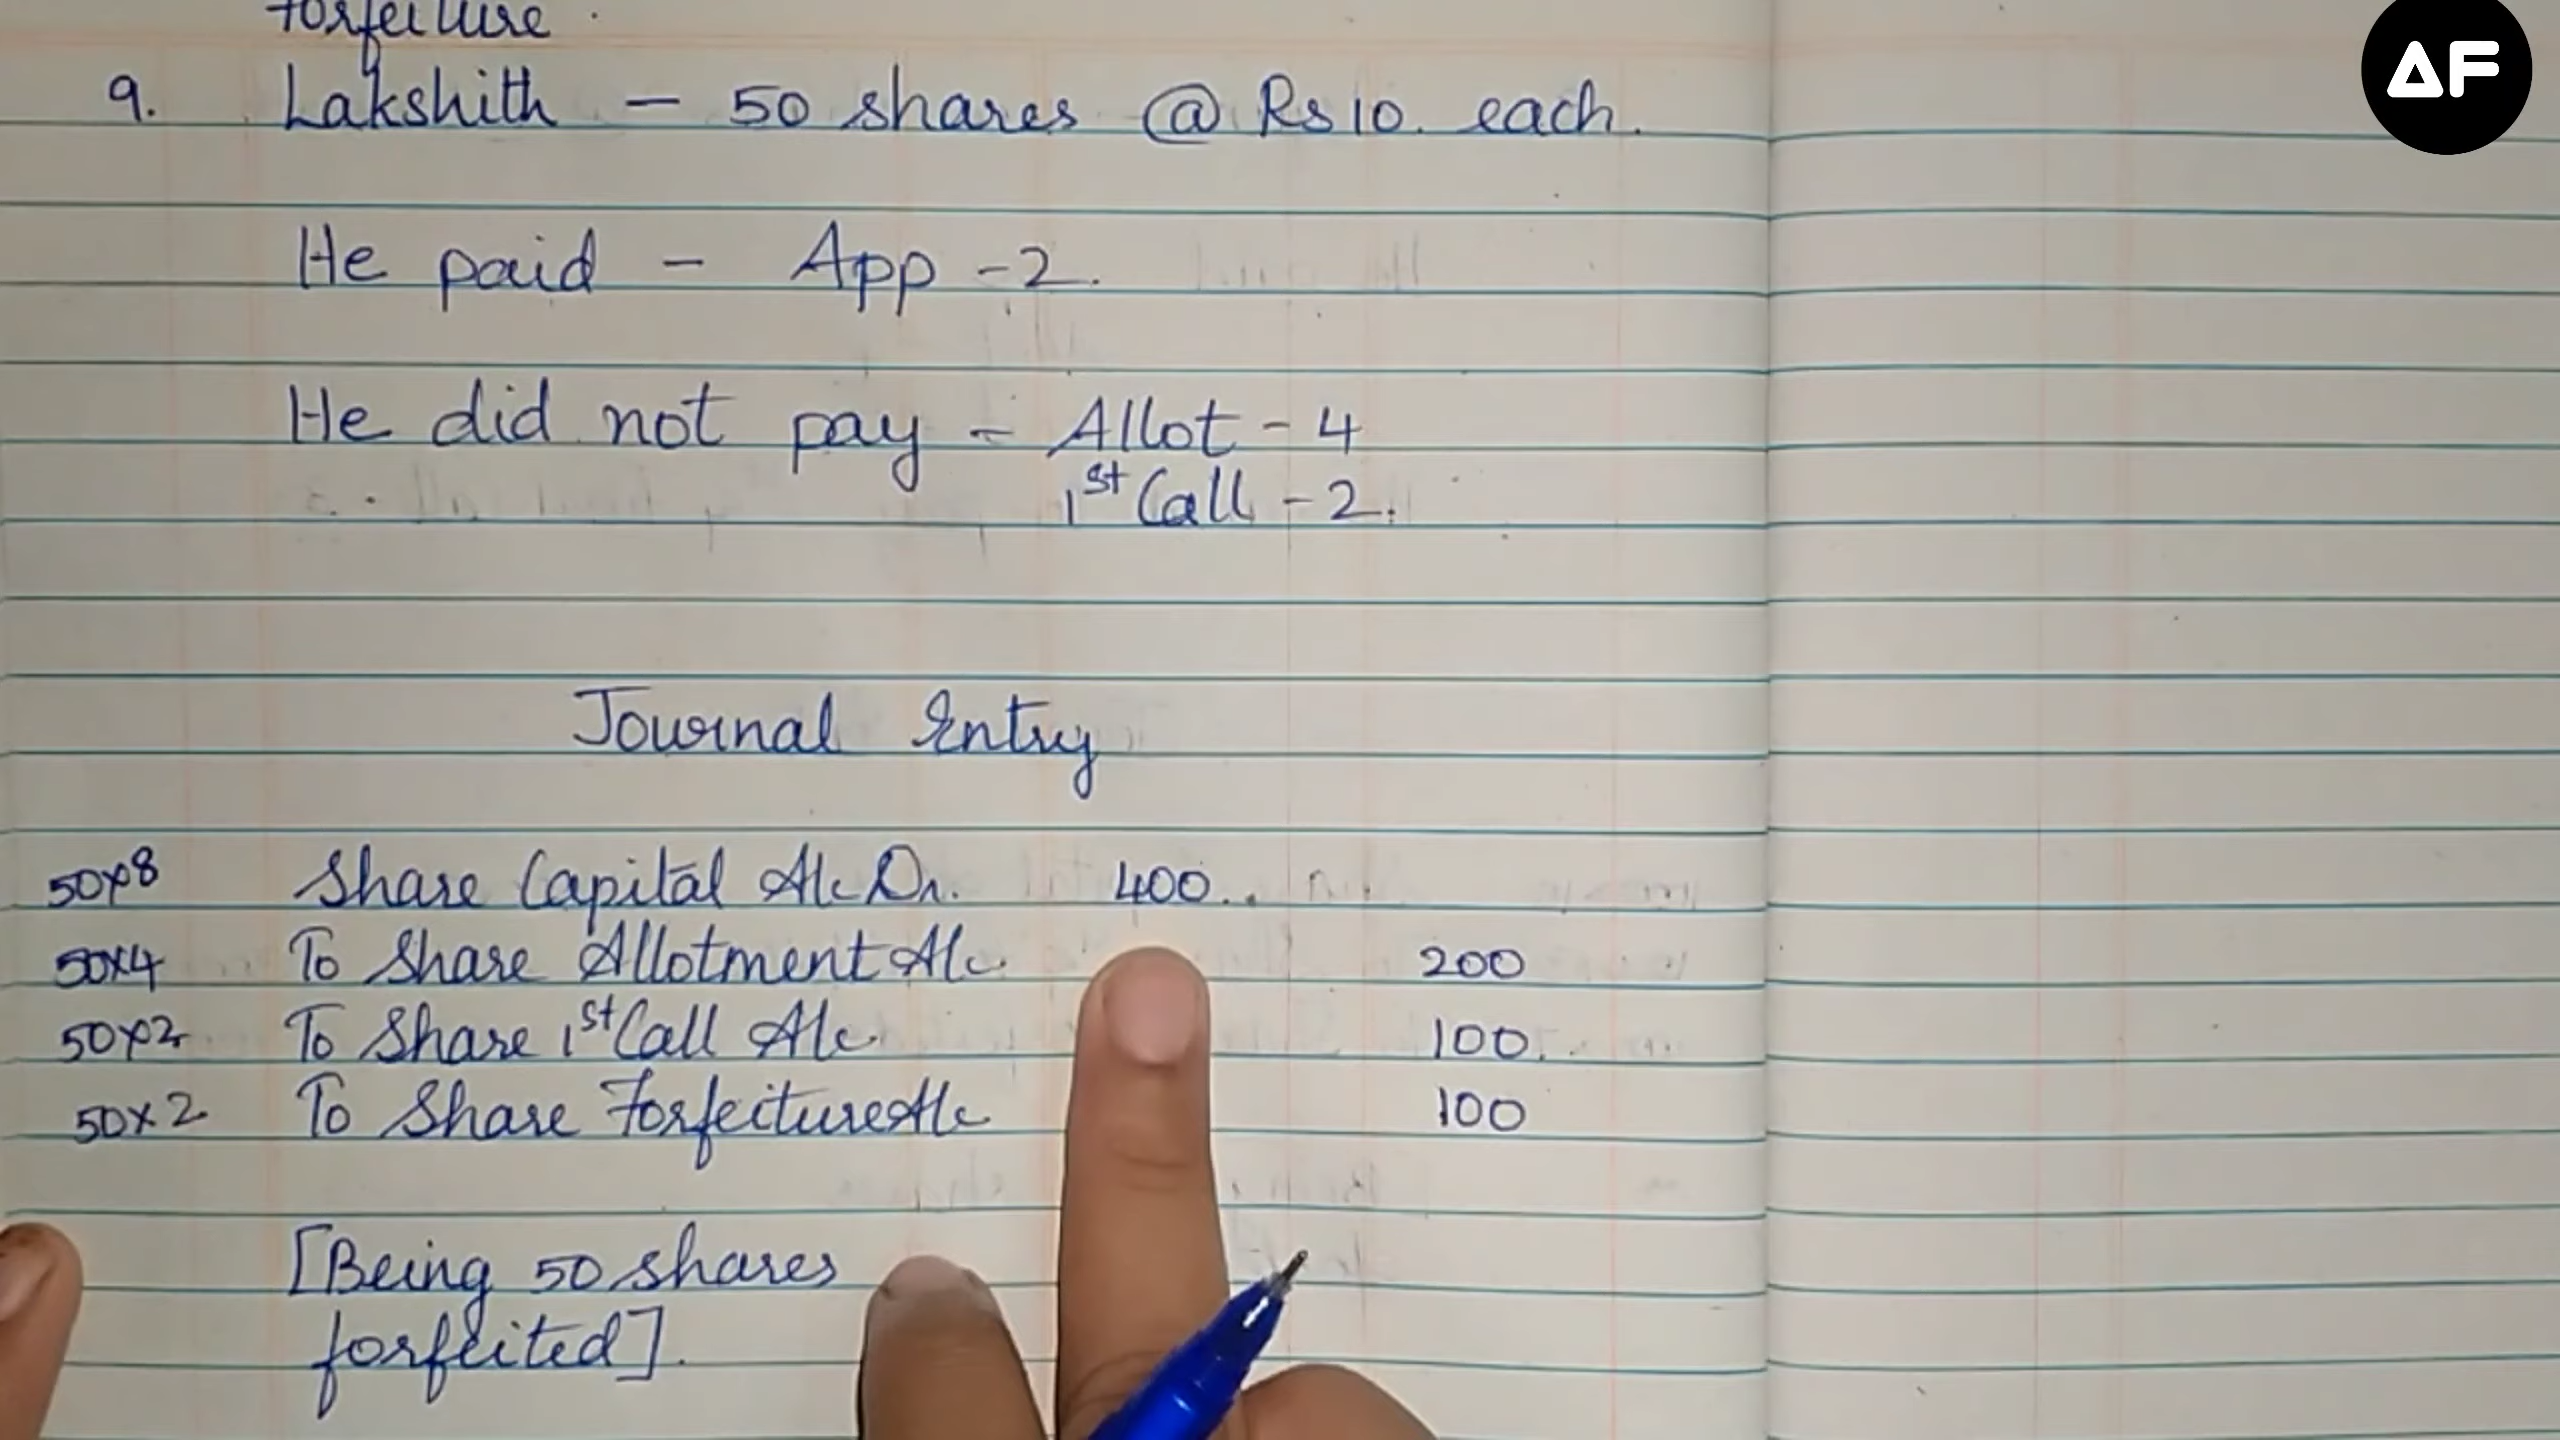 forfeiture.
9. Lakshith - 50 shares @ Rs 10. each.
He paid - App - 2.
He did not pay - Allot - 4
1st Call - 2.
Journal Entry
50x8 Share Capital A/c Dr. 400.
50x4 To Share Allotment A/c. 200
50x2 To Share 1st Call A/c. 100.
50x2 To Share Forfeiture A/c 100
[Being 50 shares
forfeited].
AF